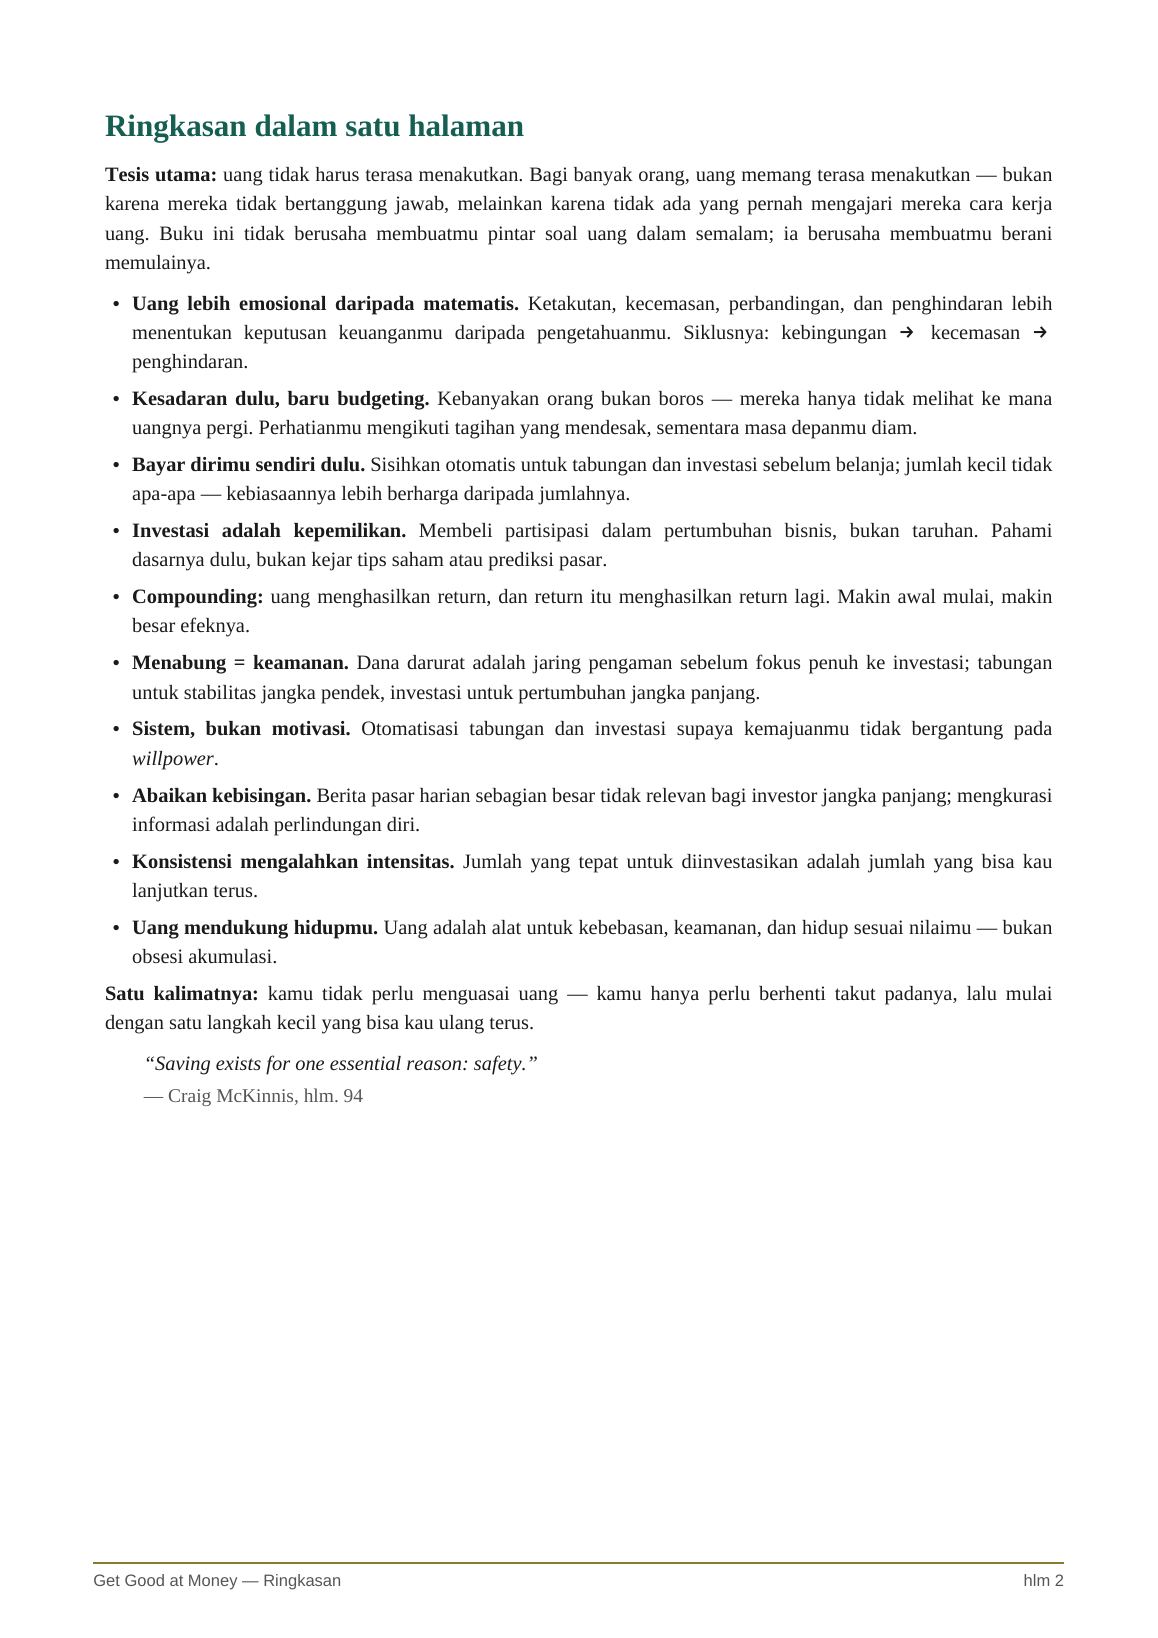 Ringkasan dalam satu halaman
Tesis utama: uang tidak harus terasa menakutkan. Bagi banyak orang, uang memang terasa menakutkan — bukan
karena mereka tidak bertanggung jawab, melainkan karena tidak ada yang pernah mengajari mereka cara kerja
uang. Buku ini tidak berusaha membuatmu pintar soal uang dalam semalam; ia berusaha membuatmu berani
memulainya.
• Uang lebih emosional daripada matematis. Ketakutan, kecemasan, perbandingan, dan penghindaran lebih
menentukan keputusan keuanganmu daripada pengetahuanmu. Siklusnya: kebingungan → kecemasan →
penghindaran.
• Kesadaran dulu, baru budgeting. Kebanyakan orang bukan boros — mereka hanya tidak melihat ke mana
uangnya pergi. Perhatianmu mengikuti tagihan yang mendesak, sementara masa depanmu diam.
• Bayar dirimu sendiri dulu. Sisihkan otomatis untuk tabungan dan investasi sebelum belanja; jumlah kecil tidak
apa-apa — kebiasaannya lebih berharga daripada jumlahnya.
• Investasi adalah kepemilikan. Membeli partisipasi dalam pertumbuhan bisnis, bukan taruhan. Pahami
dasarnya dulu, bukan kejar tips saham atau prediksi pasar.
• Compounding: uang menghasilkan return, dan return itu menghasilkan return lagi. Makin awal mulai, makin
besar efeknya.
• Menabung = keamanan. Dana darurat adalah jaring pengaman sebelum fokus penuh ke investasi; tabungan
untuk stabilitas jangka pendek, investasi untuk pertumbuhan jangka panjang.
• Sistem, bukan motivasi. Otomatisasi tabungan dan investasi supaya kemajuanmu tidak bergantung pada
willpower.
• Abaikan kebisingan. Berita pasar harian sebagian besar tidak relevan bagi investor jangka panjang; mengkurasi
informasi adalah perlindungan diri.
• Konsistensi mengalahkan intensitas. Jumlah yang tepat untuk diinvestasikan adalah jumlah yang bisa kau
lanjutkan terus.
• Uang mendukung hidupmu. Uang adalah alat untuk kebebasan, keamanan, dan hidup sesuai nilaimu — bukan
obsesi akumulasi.
Satu kalimatnya: kamu tidak perlu menguasai uang — kamu hanya perlu berhenti takut padanya, lalu mulai
dengan satu langkah kecil yang bisa kau ulang terus.
“Saving exists for one essential reason: safety.”
— Craig McKinnis, hlm. 94
Get Good at Money — Ringkasan
hlm 2